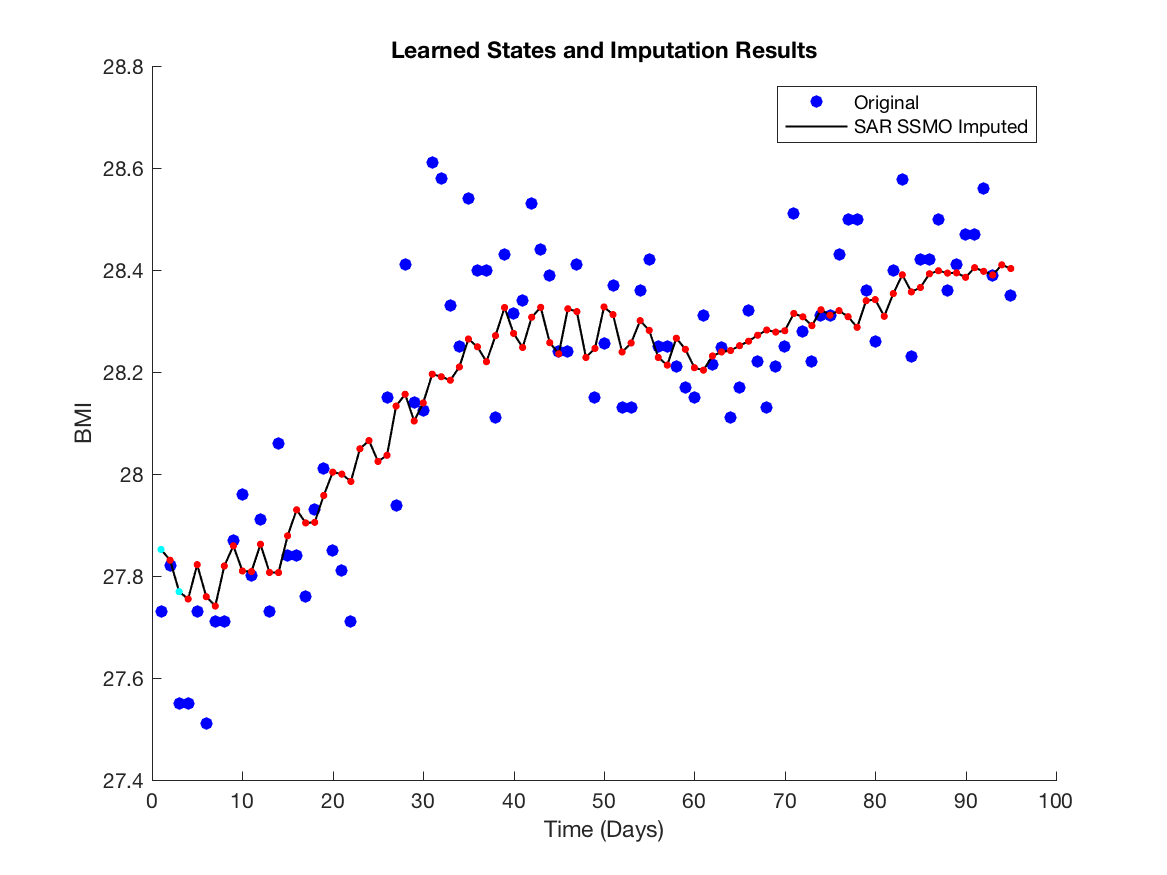 Learned States and Imputation Results
28.8
28.6
28.4
28.2
28
27.8
27.6
27.4
BMI
Original
SAR SSMO Imputed
0 10 20 30 40 50 60 70 80 90 100
Time (Days)